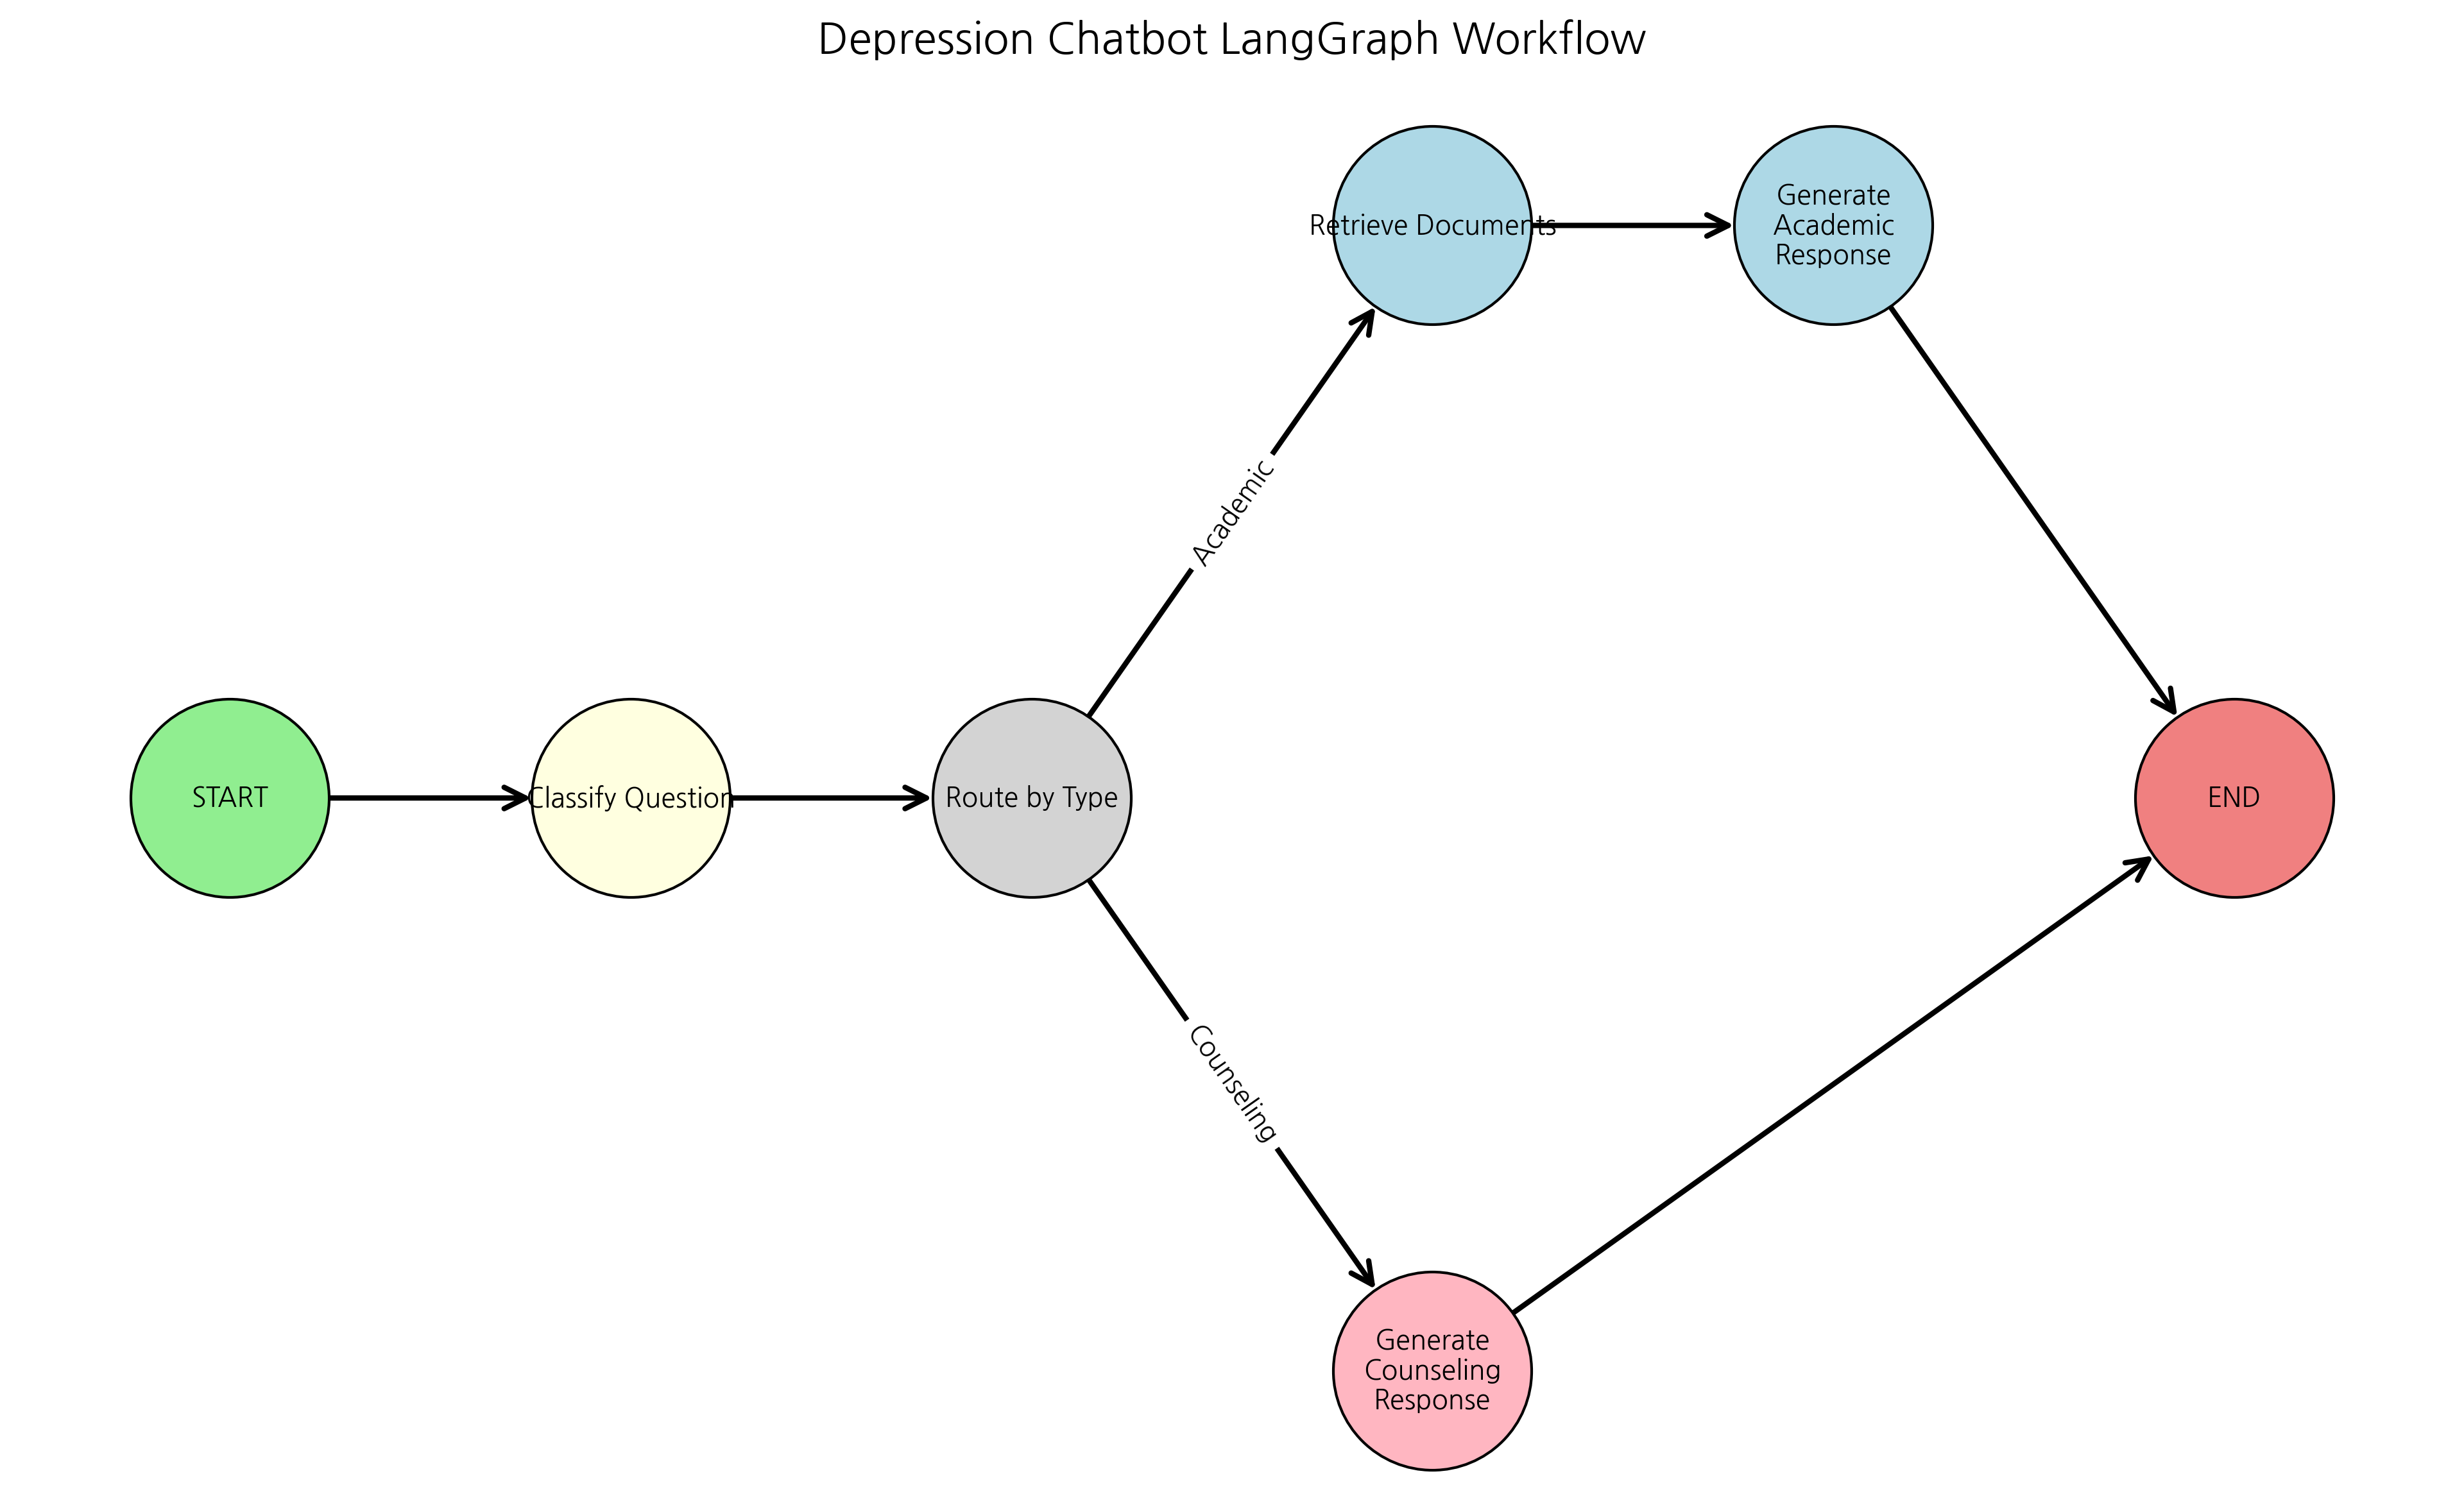 Depression Chatbot LangGraph Workflow
Retrieve Documents
Generate
Academic
Response
Academic
START
Classify Question
Route by Type
END
Counseling
Generate
Counseling
Response